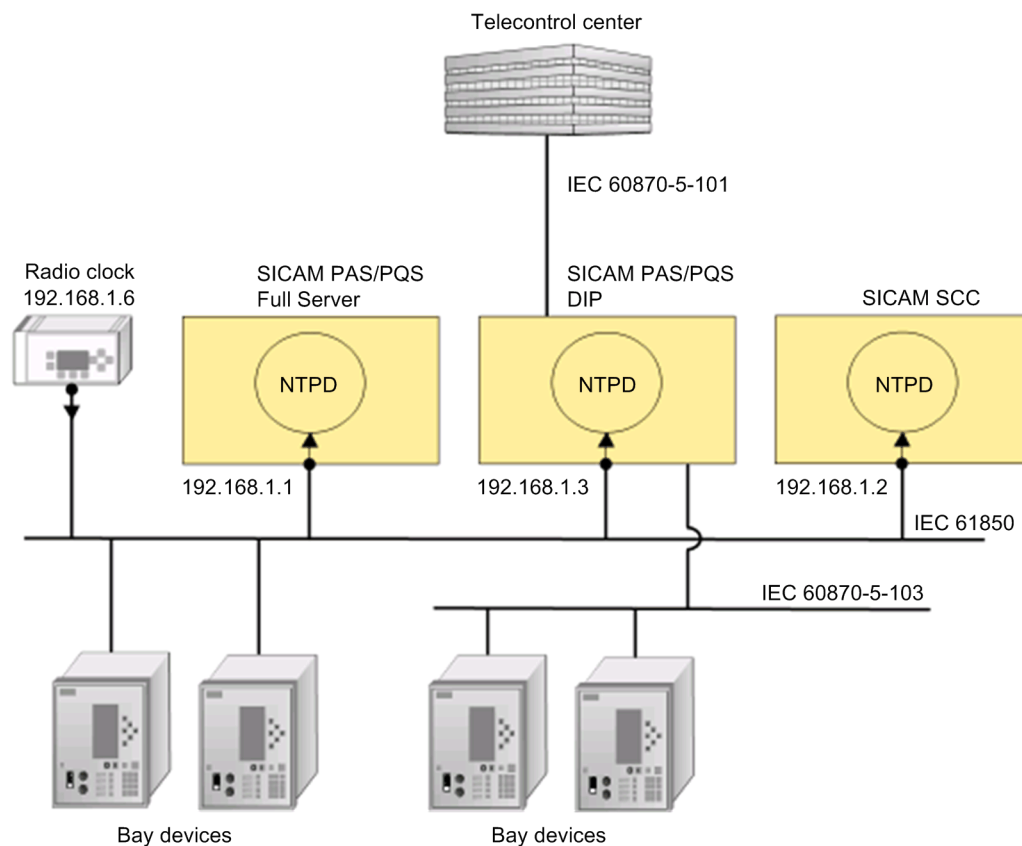 Telecontrol center
IEC 60870-5-101
Radio clock
192.168.1.6
SICAM PAS/PQS
Full Server
SICAM PAS/PQS
DIP
SICAM SCC
NTPD
NTPD
NTPD
192.168.1.1
192.168.1.3
192.168.1.2
IEC 61850
IEC 60870-5-103
Bay devices
Bay devices